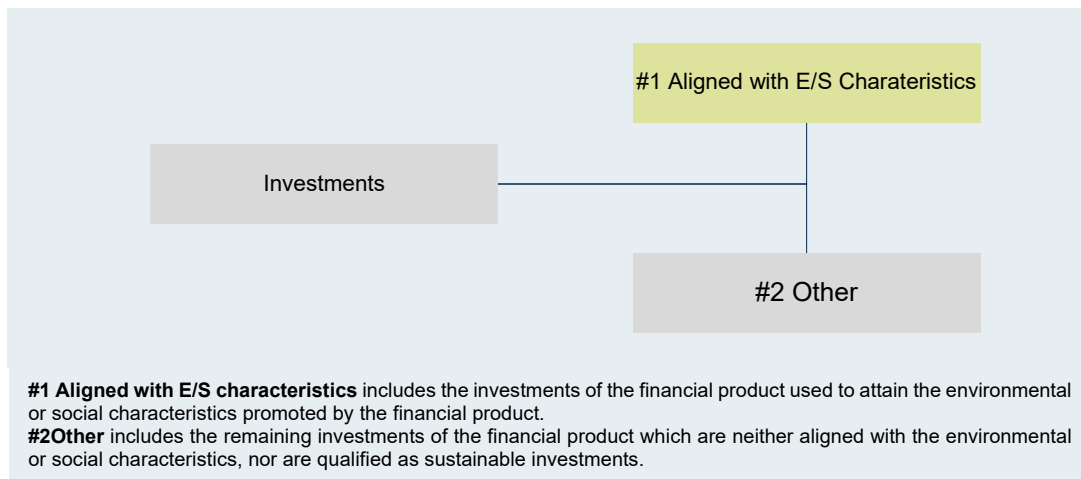 #1 Aligned with E/S Charateristics
Investments
#2 Other
#1 Aligned with E/S characteristics includes the investments of the financial product used to attain the environmental
or social characteristics promoted by the financial product.
#2Other includes the remaining investments of the financial product which are neither aligned with the environmental
or social characteristics, nor are qualified as sustainable investments.